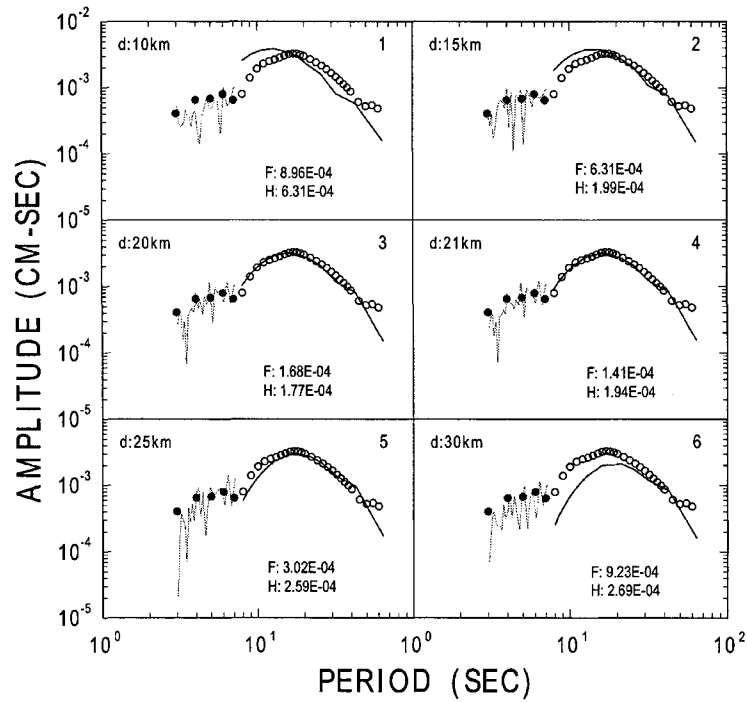 AMPLITUDE (CM-SEC)
10^-2
10^-3
10^-4
10^-5
d:10km 1
F: 8.96E-04
H: 6.31E-04
d:15km 2
F: 6.31E-04
H: 1.99E-04
10^-3
10^-4
10^-5
d:20km 3
F: 1.68E-04
H: 1.77E-04
d:21km 4
F: 1.41E-04
H: 1.94E-04
10^-3
10^-4
10^-5
d:25km 5
F: 3.02E-04
H: 2.59E-04
d:30km 6
F: 9.23E-04
H: 2.69E-04
10^0 10^1 10^0 10^1 10^2
PERIOD (SEC)